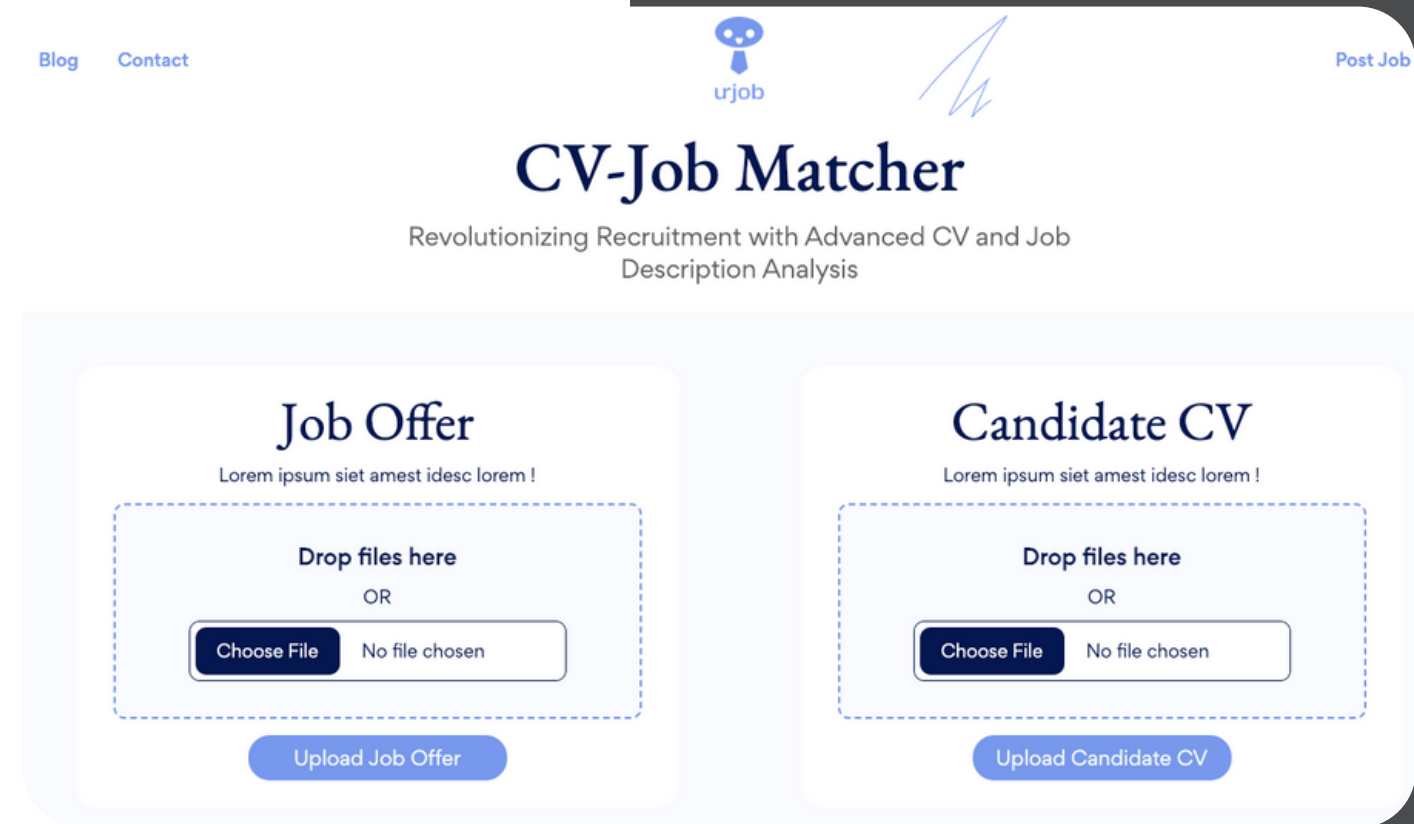 Blog
Contact
urjob
Post Job
CV-Job Matcher
Revolutionizing Recruitment with Advanced CV and Job
Description Analysis
Job Offer
Lorem ipsum siet amest idesc lorem !
Drop files here
OR
Choose File
No file chosen
Upload Job Offer
Candidate CV
Lorem ipsum siet amest idesc lorem !
Drop files here
OR
Choose File
No file chosen
Upload Candidate CV